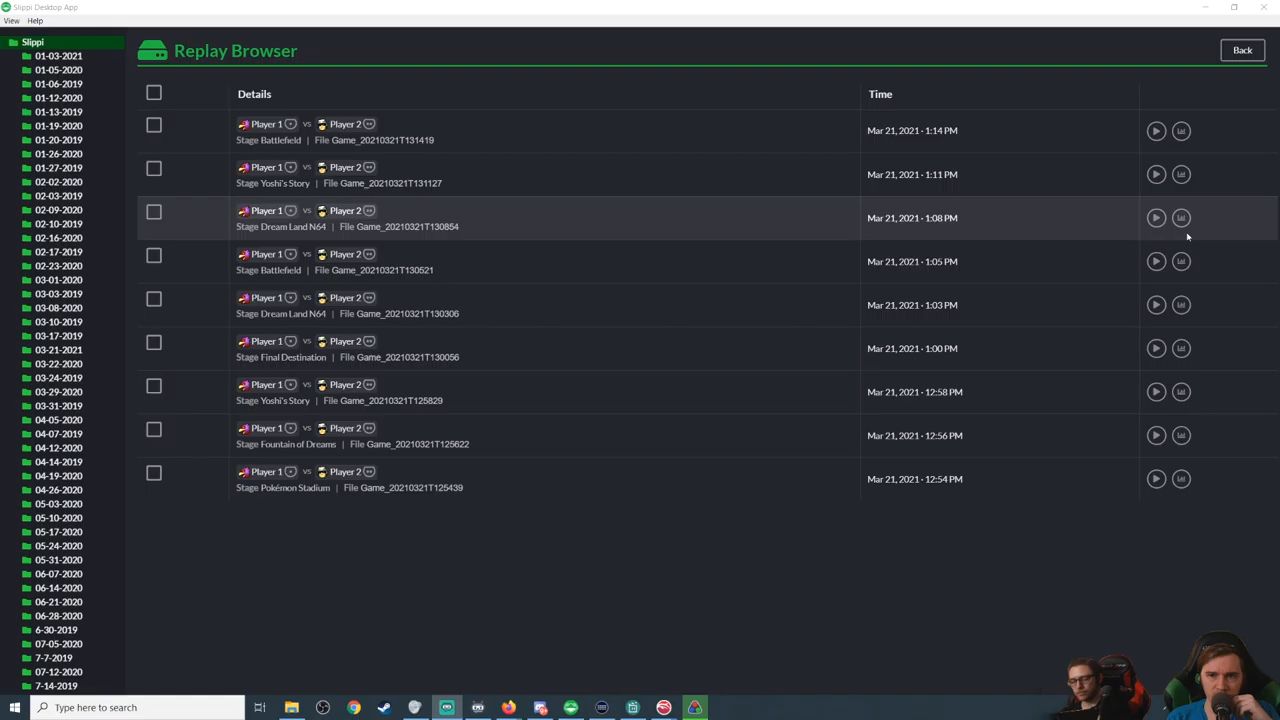 Slippi Desktop App
View Help
Slippi
01-03-2021
01-05-2020
01-06-2019
01-12-2020
01-13-2019
01-19-2020
01-20-2019
01-26-2020
01-27-2019
02-02-2020
02-03-2019
02-09-2020
02-10-2019
02-16-2020
02-17-2019
02-23-2020
03-01-2020
03-03-2019
03-08-2020
03-10-2019
03-17-2019
03-21-2021
03-22-2020
03-24-2019
03-29-2020
03-31-2019
04-05-2020
04-07-2019
04-12-2020
04-14-2019
04-19-2020
04-26-2020
05-03-2020
05-10-2020
05-17-2020
05-24-2020
05-31-2020
06-07-2020
06-14-2020
06-21-2020
06-28-2020
6-30-2019
07-05-2020
7-7-2019
07-12-2020
7-14-2019
Replay Browser
Back
Details Time
Player 1 vs Player 2
Stage Battlefield | File Game_20210321T131419
Mar 21, 2021 · 1:14 PM
Player 1 vs Player 2
Stage Yoshi's Story | File Game_20210321T131127
Mar 21, 2021 · 1:11 PM
Player 1 vs Player 2
Stage Dream Land N64 | File Game_20210321T130854
Mar 21, 2021 · 1:08 PM
Player 1 vs Player 2
Stage Battlefield | File Game_20210321T130521
Mar 21, 2021 · 1:05 PM
Player 1 vs Player 2
Stage Dream Land N64 | File Game_20210321T130306
Mar 21, 2021 · 1:03 PM
Player 1 vs Player 2
Stage Final Destination | File Game_20210321T130056
Mar 21, 2021 · 1:00 PM
Player 1 vs Player 2
Stage Yoshi's Story | File Game_20210321T125829
Mar 21, 2021 · 12:58 PM
Player 1 vs Player 2
Stage Fountain of Dreams | File Game_20210321T125622
Mar 21, 2021 · 12:56 PM
Player 1 vs Player 2
Stage Pokémon Stadium | File Game_20210321T125439
Mar 21, 2021 · 12:54 PM
Type here to search